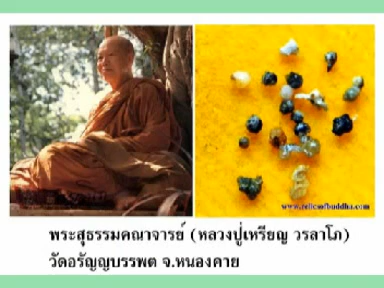 www.relicofbuddha.com
พระสุธรรมคณาจารย์ (หลวงปู่เหรียญ วรลาโภ)
วัดอรัญญบรรพต จ.หนองคาย